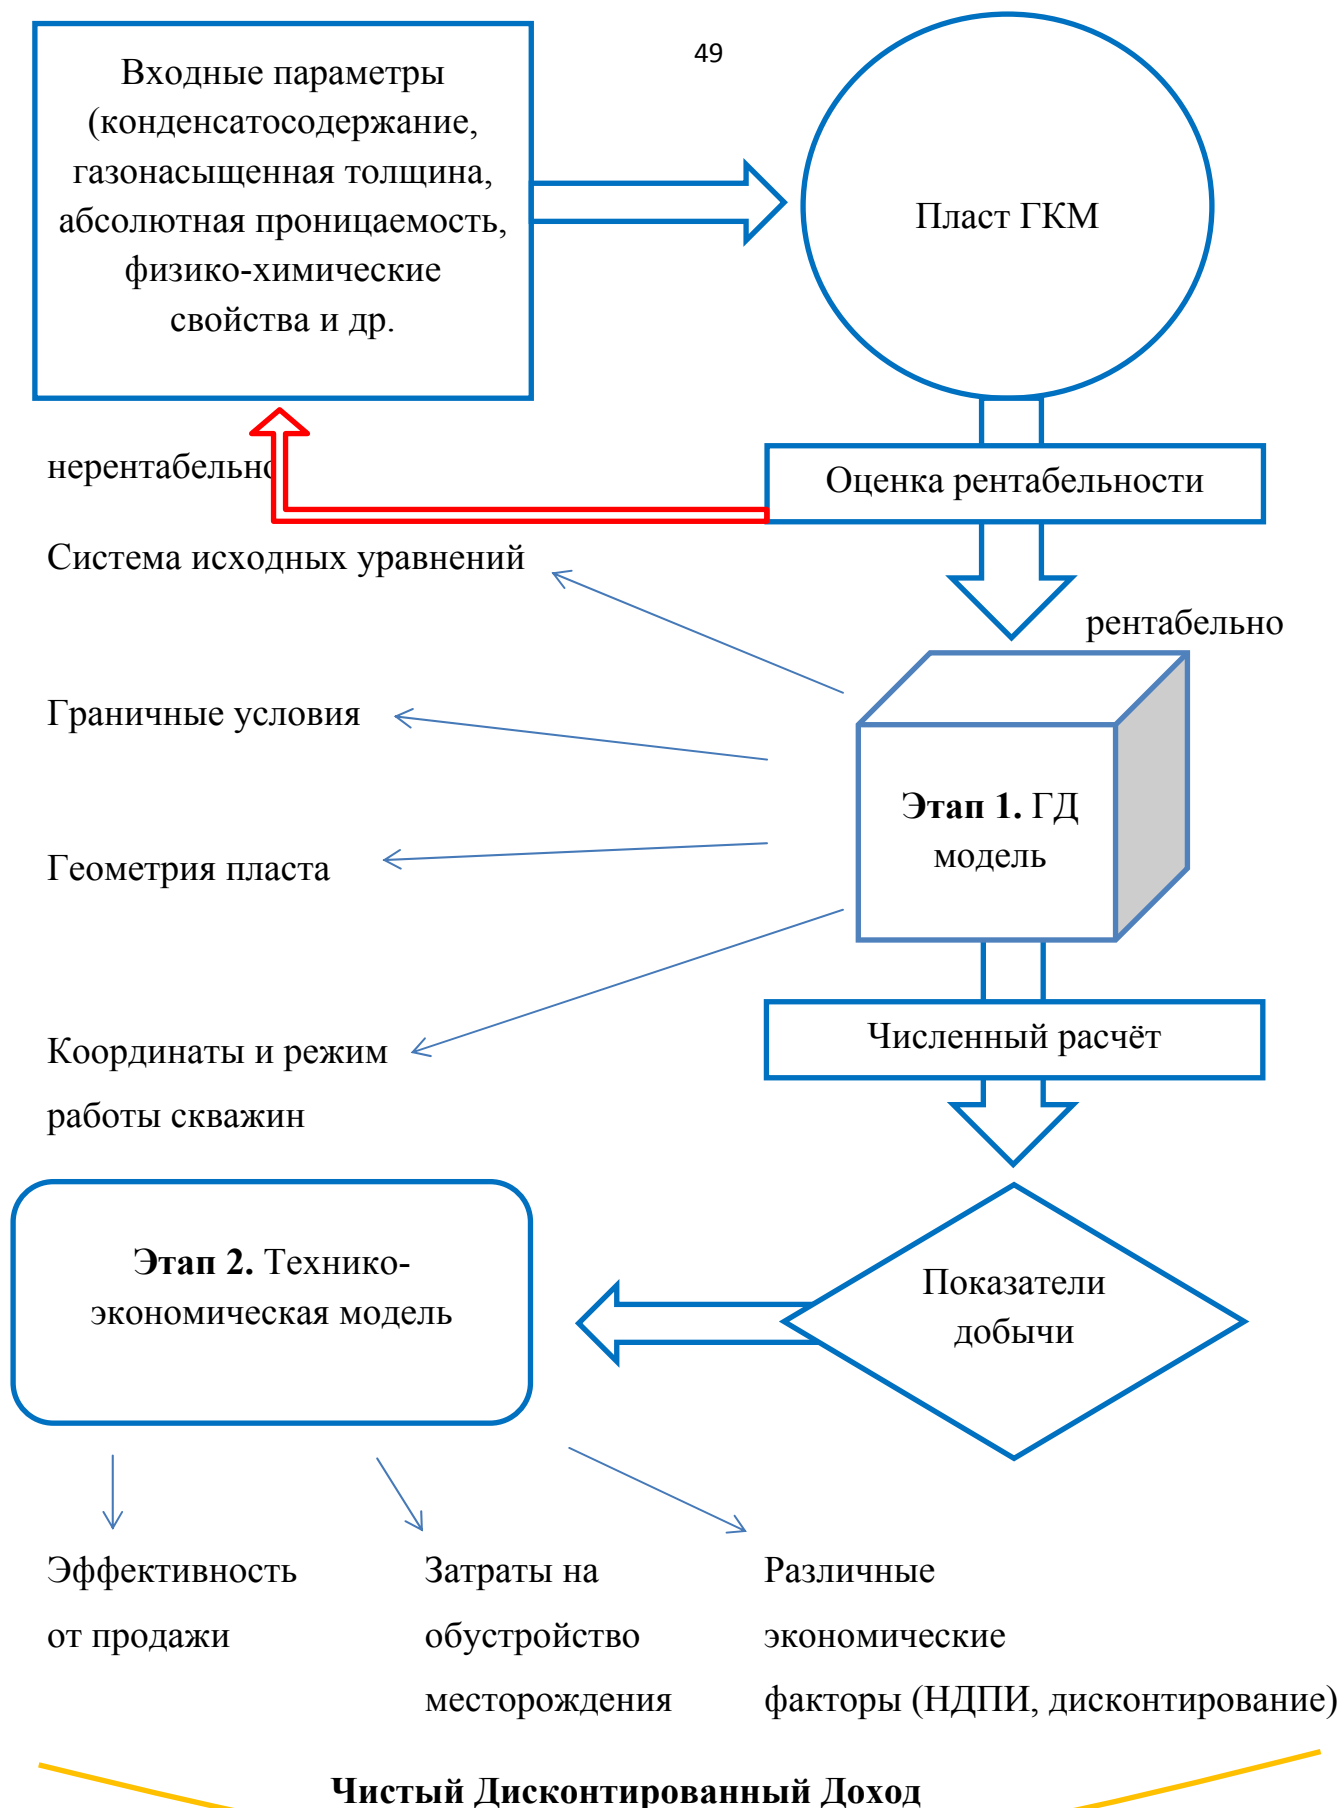 49
Входные параметры
(конденсатосодержание,
газонасыщенная толщина,
абсолютная проницаемость,
физико-химические
свойства и др.
Пласт ГКМ
нерентабельно
Оценка рентабельности
Система исходных уравнений
рентабельно
Граничные условия
Этап 1. ГД
модель
Геометрия пласта
Численный расчёт
Координаты и режим
работы скважин
Этап 2. Технико-
экономическая модель
Показатели
добычи
Эффективность
от продажи
Затраты на
обустройство
месторождения
Различные
экономические
факторы (НДПИ, дисконтирование)
Чистый Дисконтированный Доход